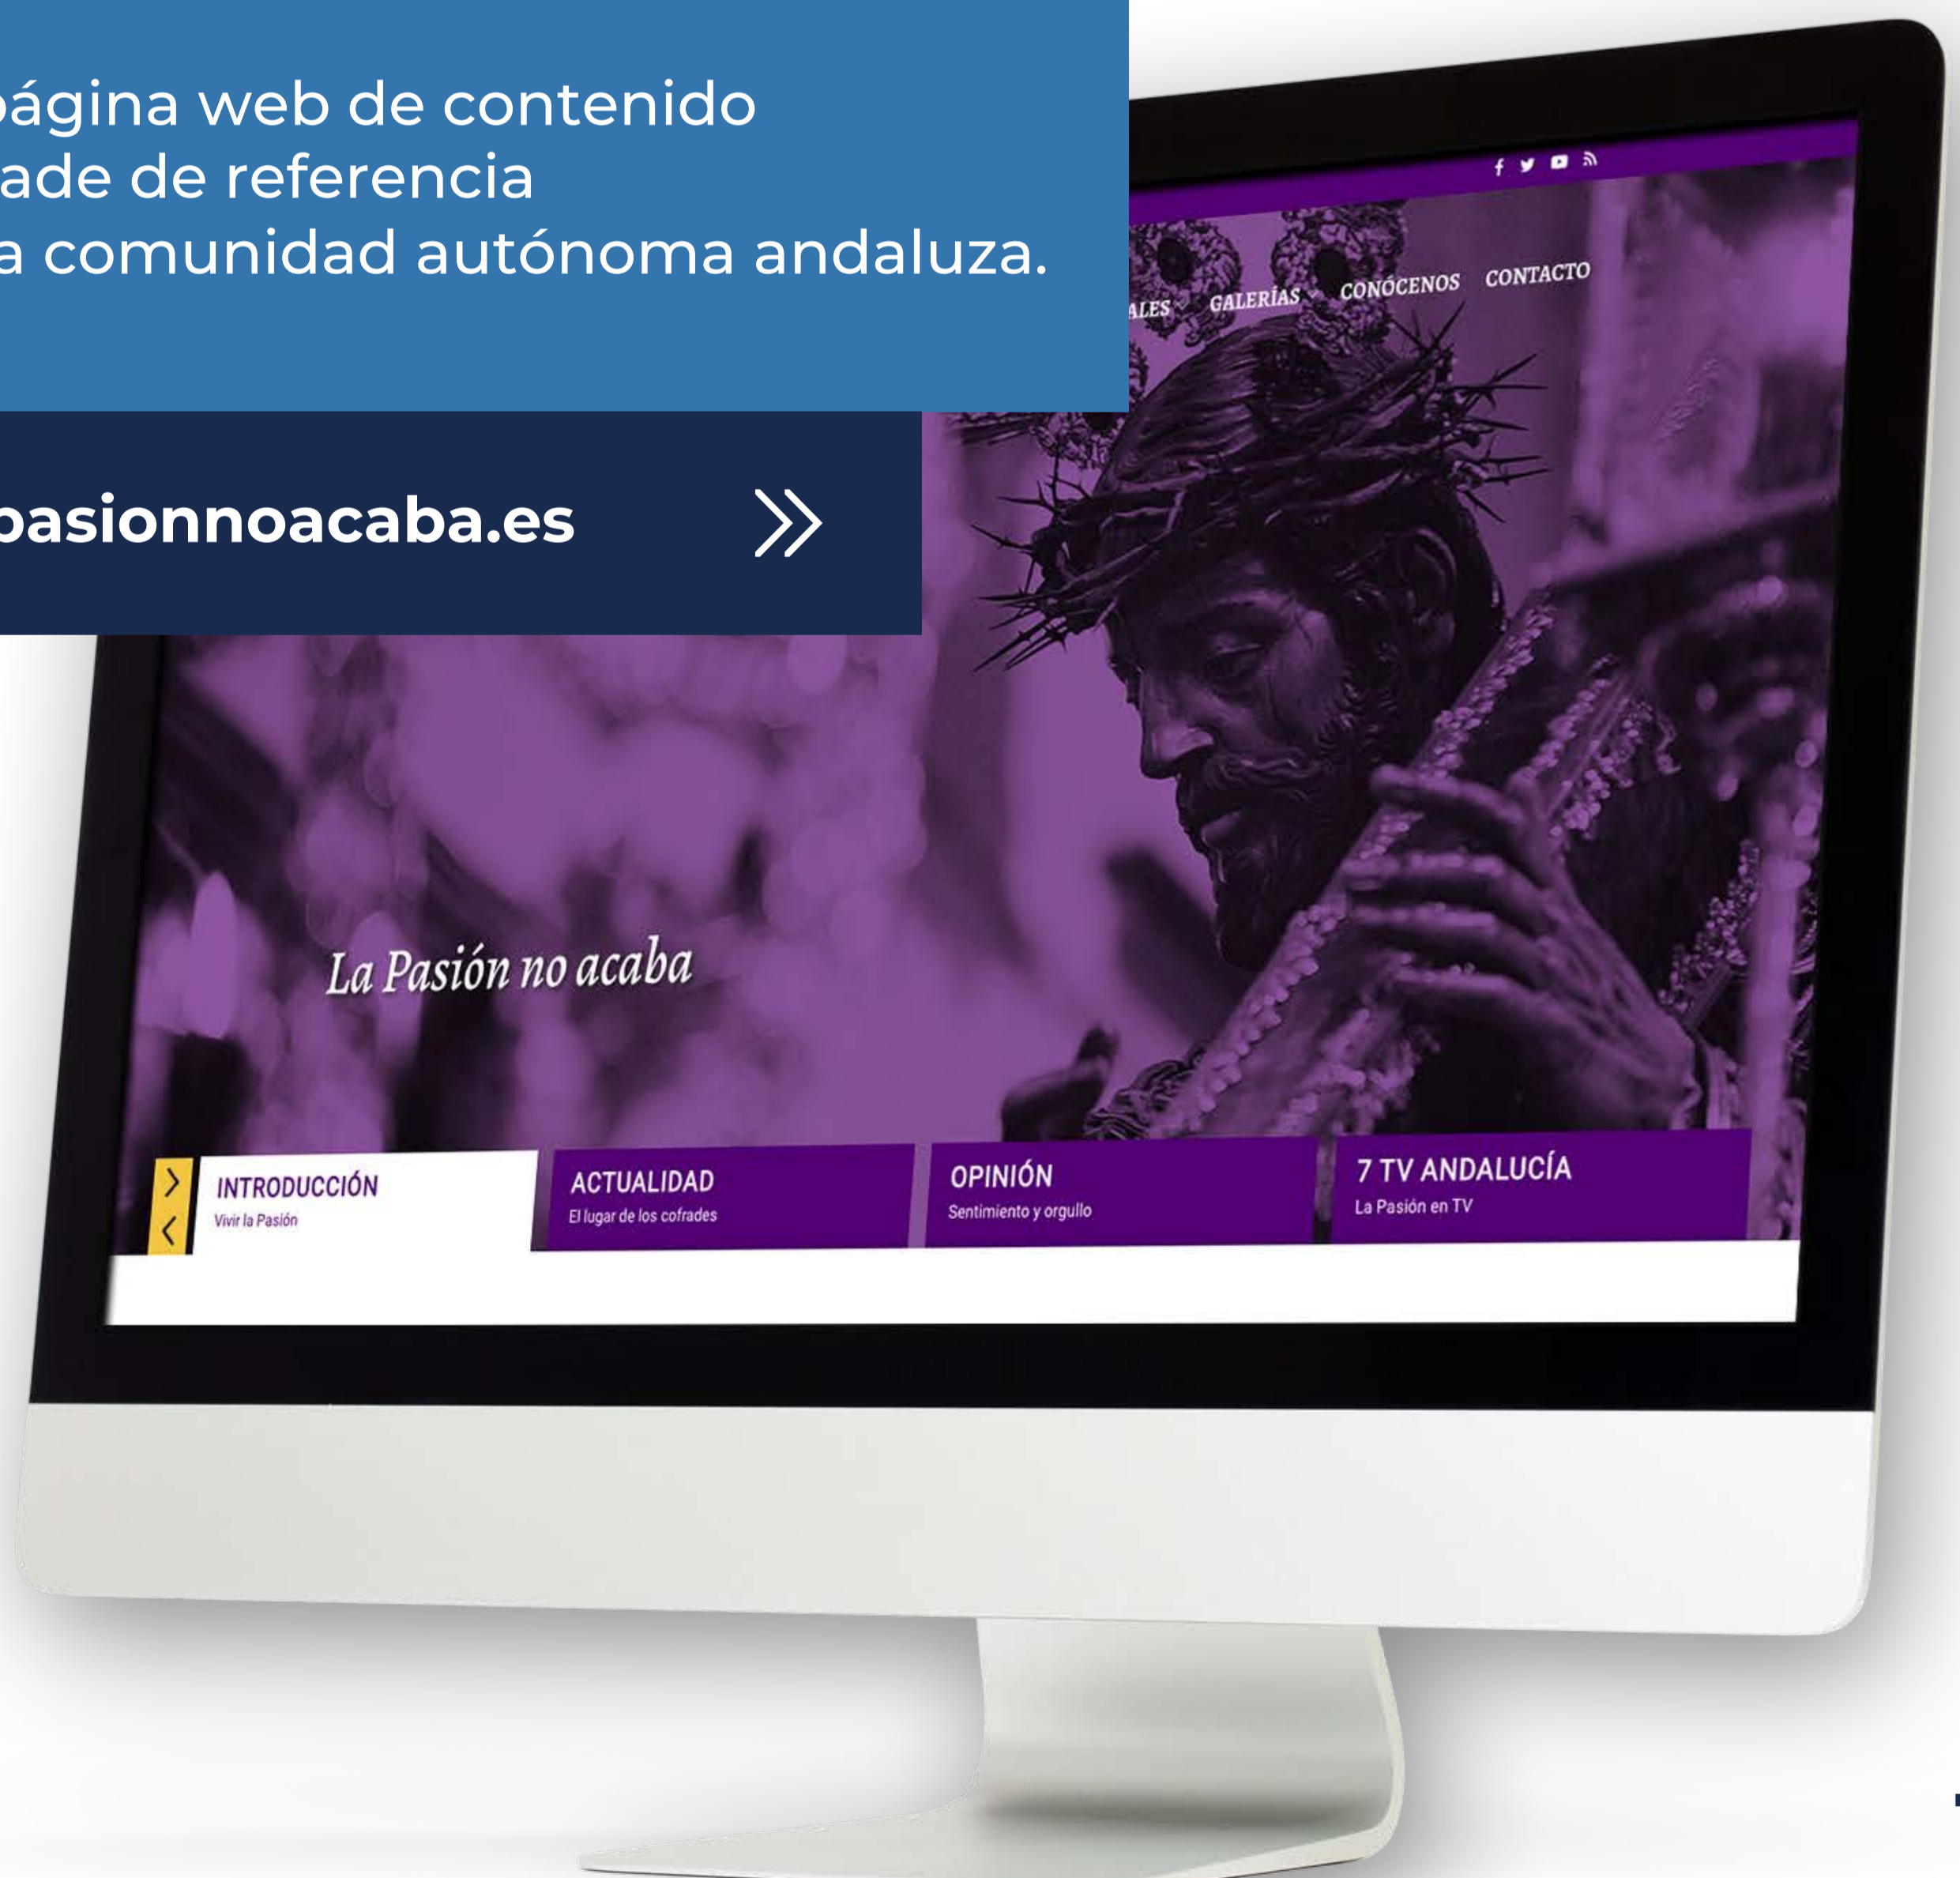 página web de contenido
ade de referencia
a comunidad autónoma andaluza.
pasionnoacaba.es
ALES
GALERÍAS
CONÓCENOS
CONTACTO
La Pasión no acaba
INTRODUCCIÓN
Vivir la Pasión
ACTUALIDAD
El lugar de los cofrades
OPINIÓN
Sentimiento y orgullo
7 TV ANDALUCÍA
La Pasión en TV